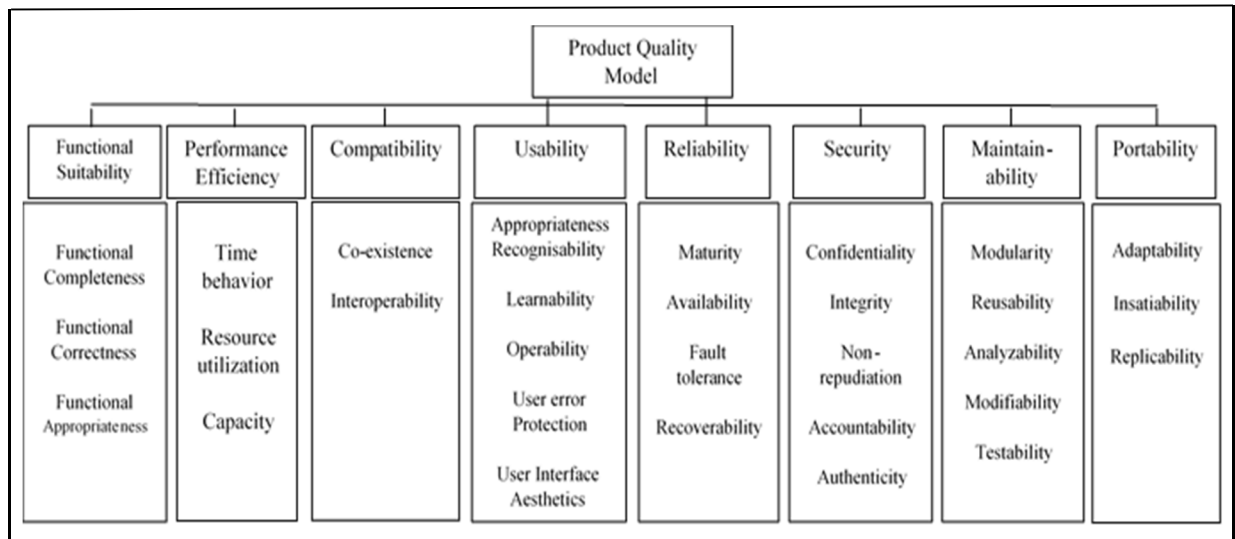 Product Quality
Model
Functional
Suitability
Performance
Efficiency
Compatibility
Usability
Reliability
Security
Maintain-
ability
Portability
Functional
Completeness
Functional
Correctness
Functional
Appropriateness
Time
behavior
Resource
utilization
Capacity
Co-existence
Interoperability
Appropriateness
Recognisability
Learnability
Operability
User error
Protection
User Interface
Aesthetics
Maturity
Availability
Fault
tolerance
Recoverability
Confidentiality
Integrity
Non-
repudiation
Accountability
Authenticity
Modularity
Reusability
Analyzability
Modifiability
Testability
Adaptability
Insatiability
Replicability